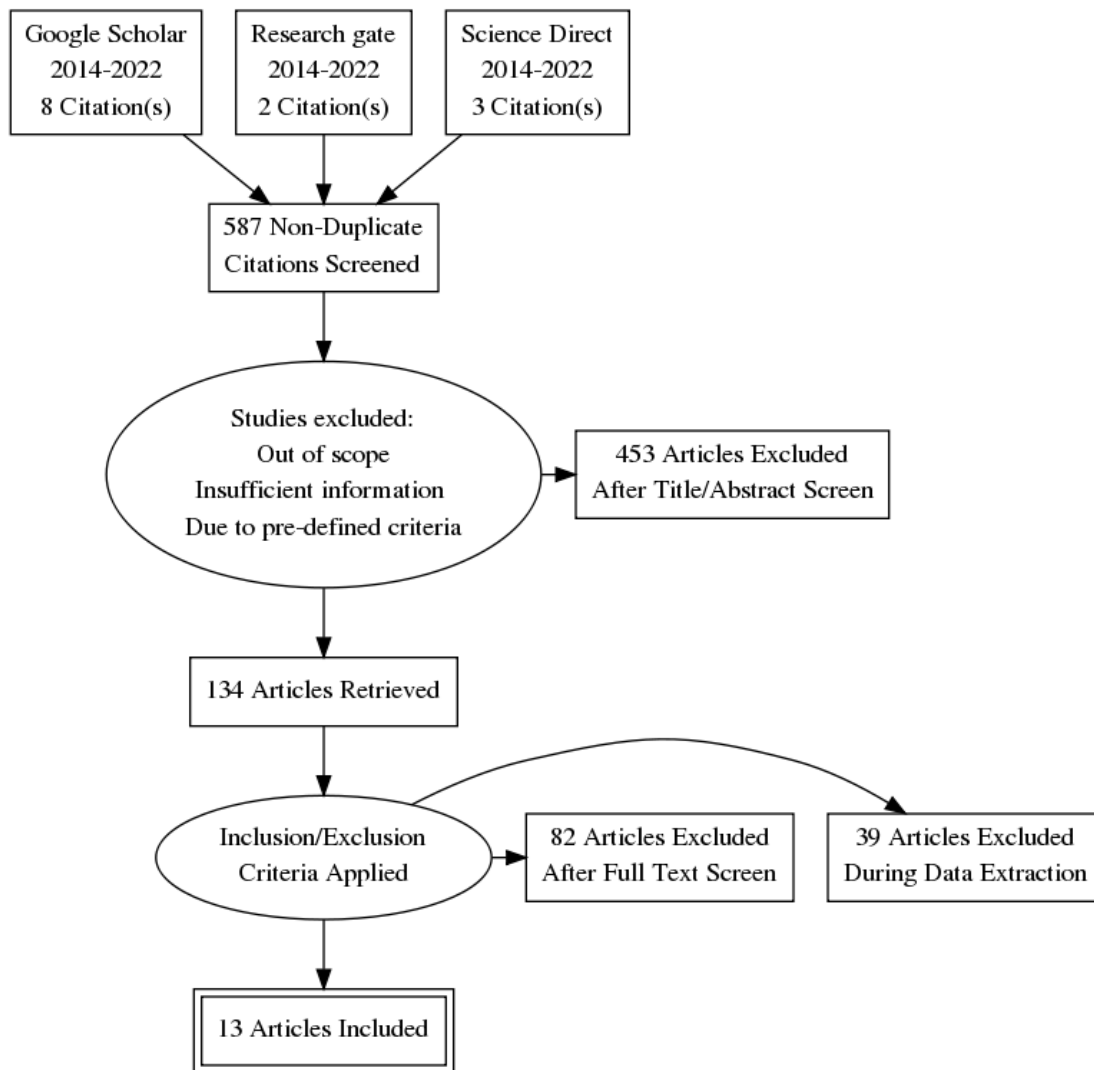 Google Scholar
2014-2022
8 Citation(s)
Research gate
2014-2022
2 Citation(s)
Science Direct
2014-2022
3 Citation(s)
587 Non-Duplicate
Citations Screened
Studies excluded:
Out of scope
Insufficient information
Due to pre-defined criteria
453 Articles Excluded
After Title/Abstract Screen
134 Articles Retrieved
Inclusion/Exclusion
Criteria Applied
82 Articles Excluded
After Full Text Screen
39 Articles Excluded
During Data Extraction
13 Articles Included